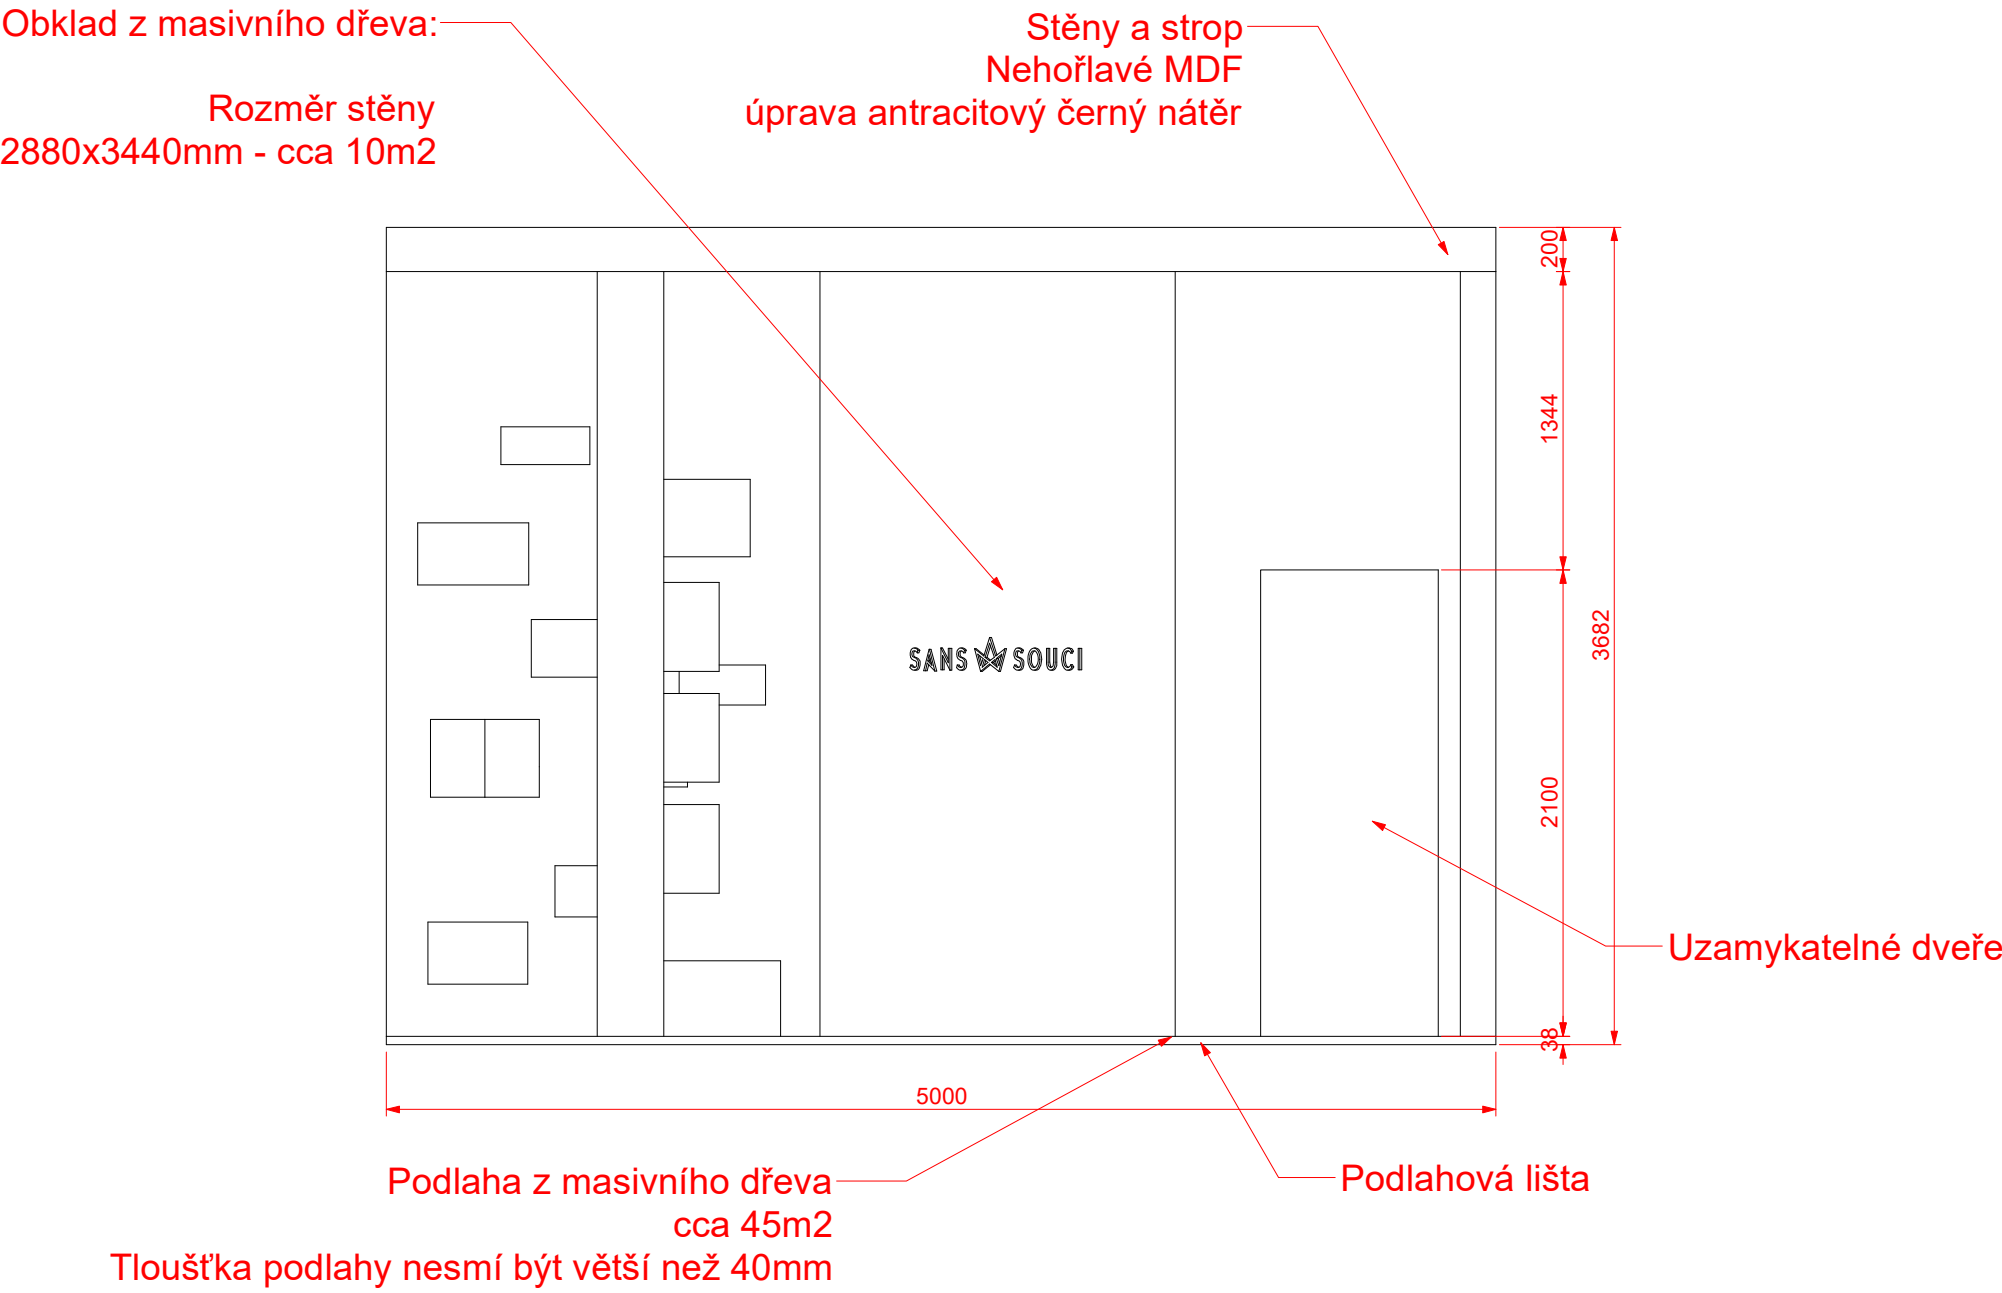 Obklad z masivního dřeva:
Rozměr stěny
2880x3440mm - cca 10m2
Stěny a strop
Nehořlavé MDF
úprava antracitový černý nátěr
200
1344
3682
2100
38
SANS SOUCI
Uzamykatelné dveře
5000
Podlaha z masivního dřeva
cca 45m2
Tloušťka podlahy nesmí být větší než 40mm
Podlahová lišta